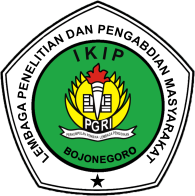 LEMBAGA PENELITIAN DAN PENGABDIAN MASYARAKAT
IKIP
PGRI
BOJONEGORO